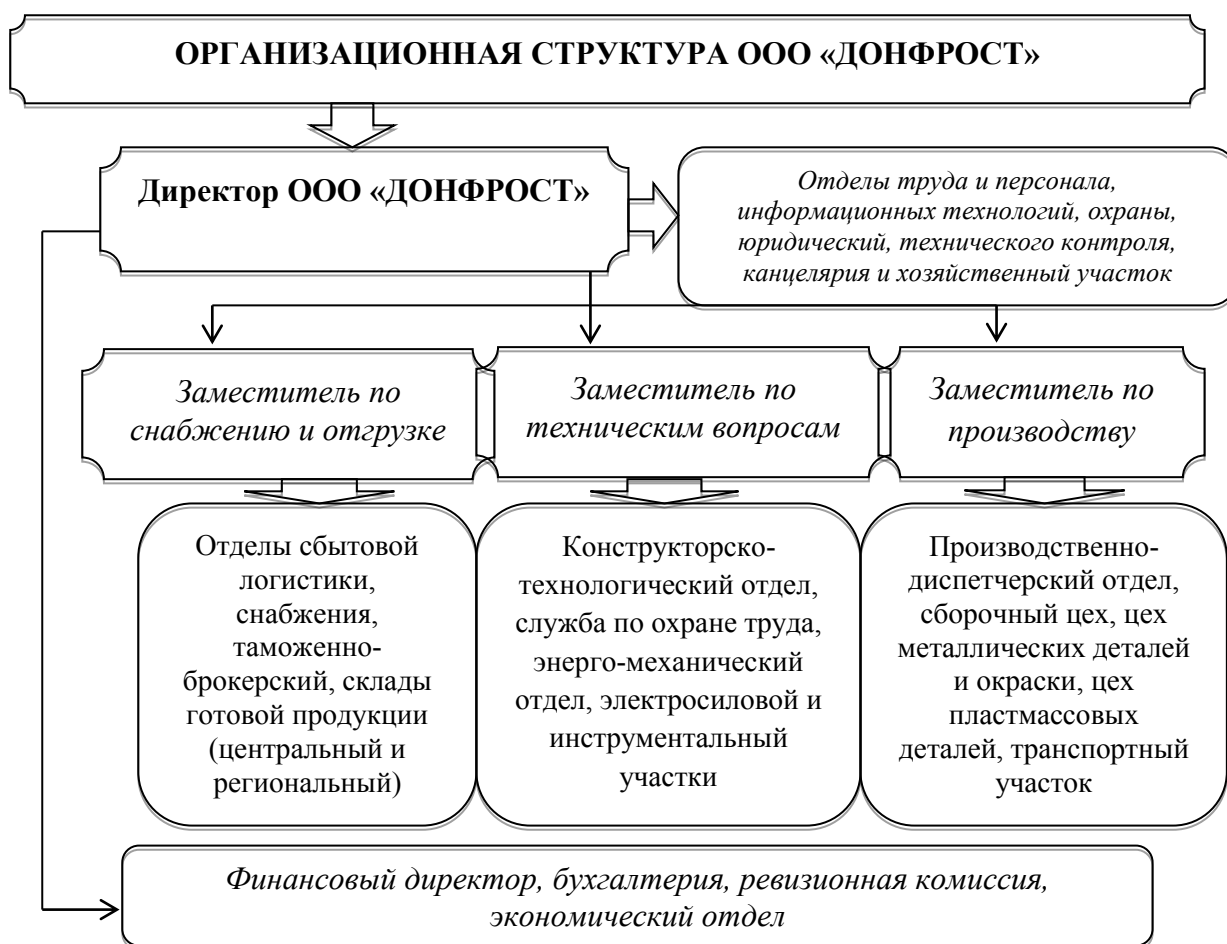 ОРГАНИЗАЦИОННАЯ СТРУКТУРА ООО «ДОНФРОСТ»
Директор ООО «ДОНФРОСТ»
Отделы труда и персонала,
информационных технологий, охраны,
юридический, технического контроля,
канцелярия и хозяйственный участок
Заместитель по
снабжению и отгрузке
Заместитель по
техническим вопросам
Заместитель по
производству
Отделы сбытовой
логистики,
снабжения,
таможенно-
брокерский, склады
готовой продукции
(центральный и
региональный)
Конструкторско-
технологический отдел,
служба по охране труда,
энерго-механический
отдел, электросиловой и
инструментальный
участки
Производственно-
диспетчерский отдел,
сборочный цех, цех
металлических деталей
и окраски, цех
пластмассовых
деталей, транспортный
участок
Финансовый директор, бухгалтерия, ревизионная комиссия,
экономический отдел